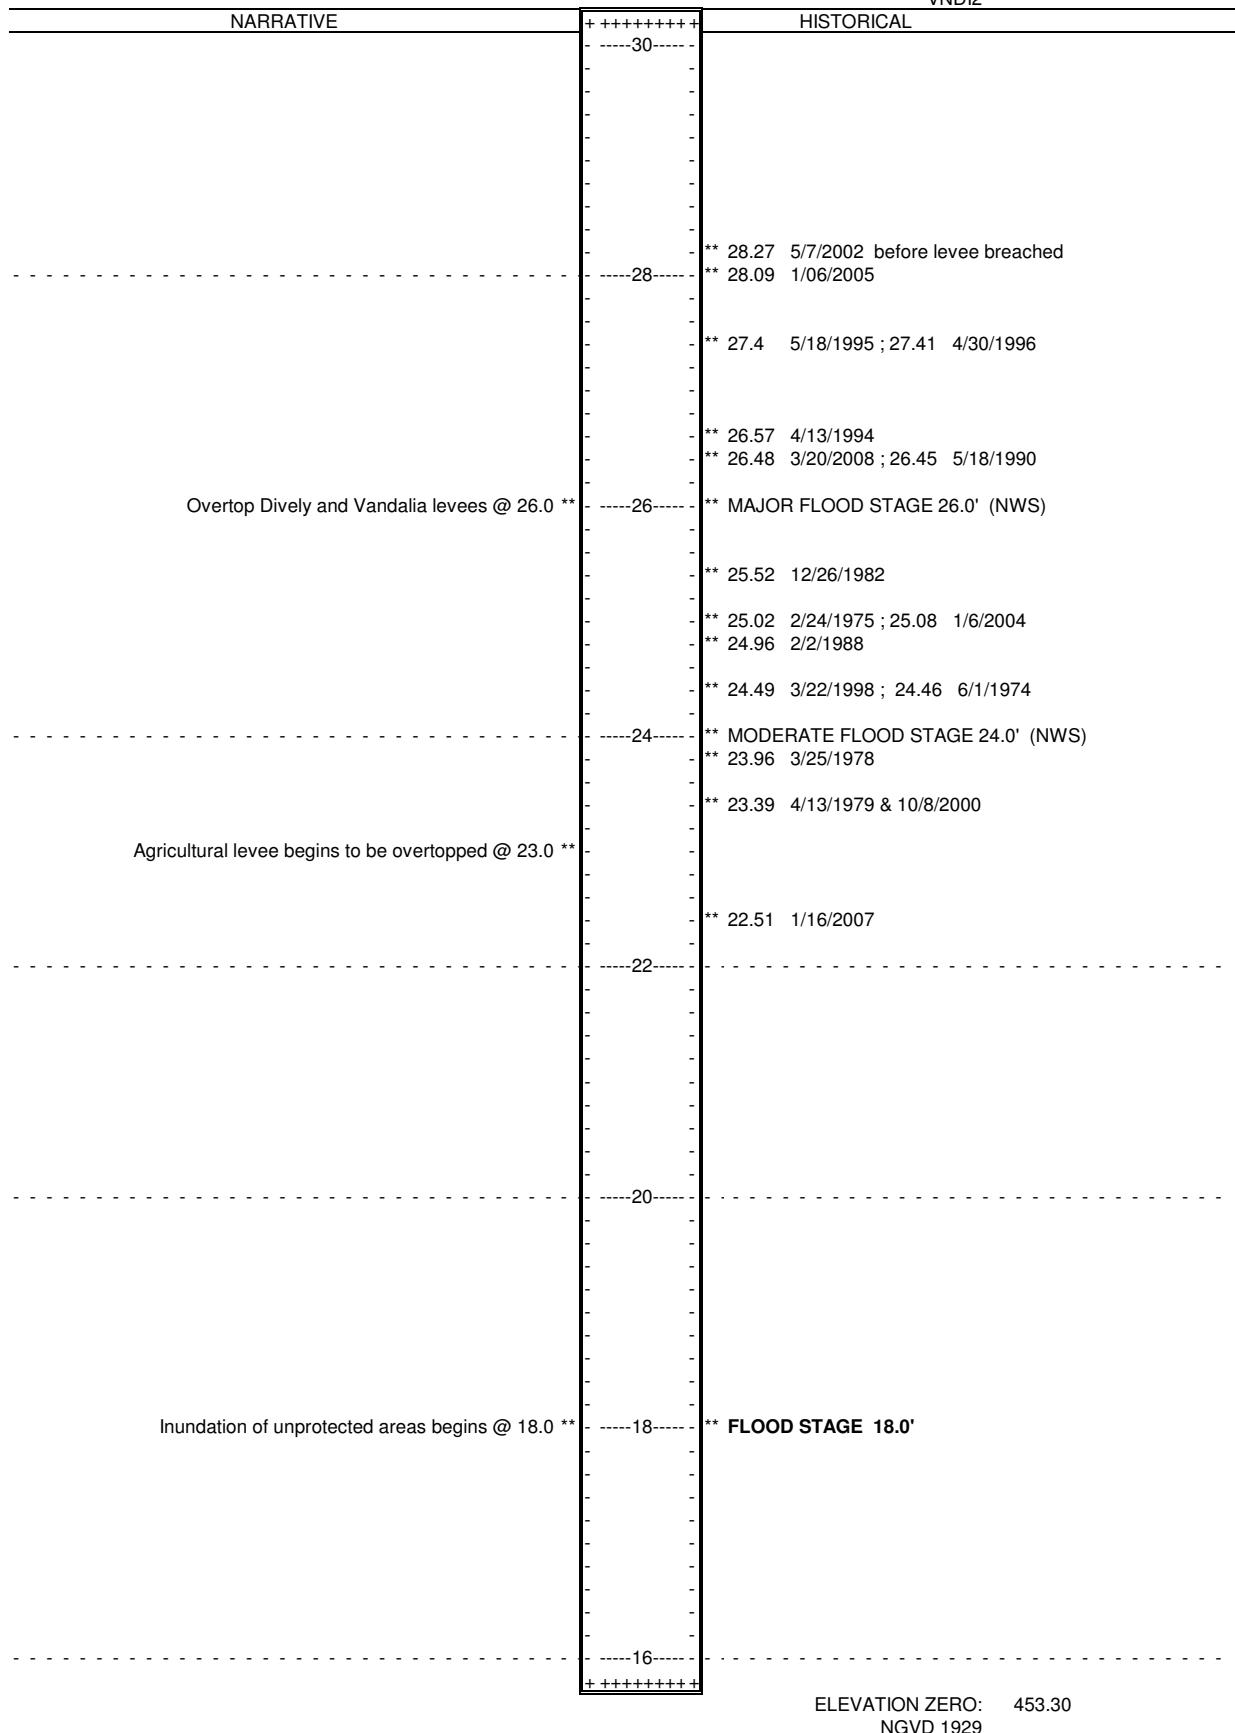 VNDI2
NARRATIVE + ++++++++ + HISTORICAL
- -----30----- -
** 28.27 5/7/2002 before levee breached
- -----28----- - ** 28.09 1/06/2005
** 27.4 5/18/1995 ; 27.41 4/30/1996
** 26.57 4/13/1994
** 26.48 3/20/2008 ; 26.45 5/18/1990
Overtop Dively and Vandalia levees @ 26.0 ** - -----26----- - ** MAJOR FLOOD STAGE 26.0' (NWS)
** 25.52 12/26/1982
** 25.02 2/24/1975 ; 25.08 1/6/2004
** 24.96 2/2/1988
** 24.49 3/22/1998 ; 24.46 6/1/1974
- -----24----- - ** MODERATE FLOOD STAGE 24.0' (NWS)
** 23.96 3/25/1978
** 23.39 4/13/1979 & 10/8/2000
Agricultural levee begins to be overtopped @ 23.0 **
** 22.51 1/16/2007
- -----22----- -
- -----20----- -
Inundation of unprotected areas begins @ 18.0 ** - -----18----- - ** FLOOD STAGE 18.0'
- -----16----- -
+ ++++++++ +
ELEVATION ZERO: 453.30
NGVD 1929